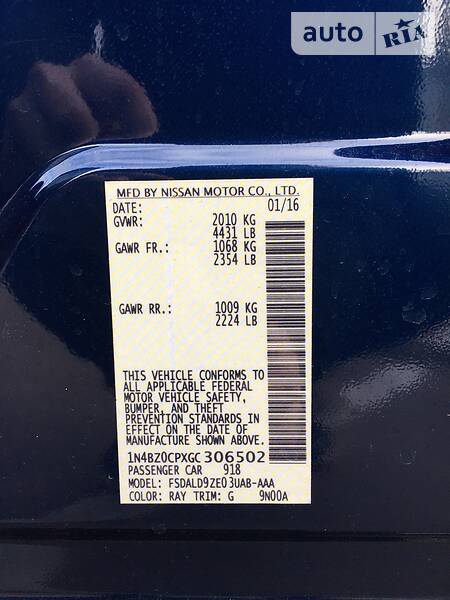 auto RIA
MFD BY NISSAN MOTOR CO., LTD.
DATE: 01/16
GVWR: 2010 KG
4431 LB
GAWR FR.: 1068 KG
2354 LB
GAWR RR.: 1009 KG
2224 LB
THIS VEHICLE CONFORMS TO
ALL APPLICABLE FEDERAL
MOTOR VEHICLE SAFETY,
BUMPER, AND THEFT
PREVENTION STANDARDS IN
EFFECT ON THE DATE OF
MANUFACTURE SHOWN ABOVE.
1N4BZ0CPXGC 306502
PASSENGER CAR 918
MODEL: FSDALD9ZE03UAB-AAA
COLOR: RAY TRIM: G 9N00A